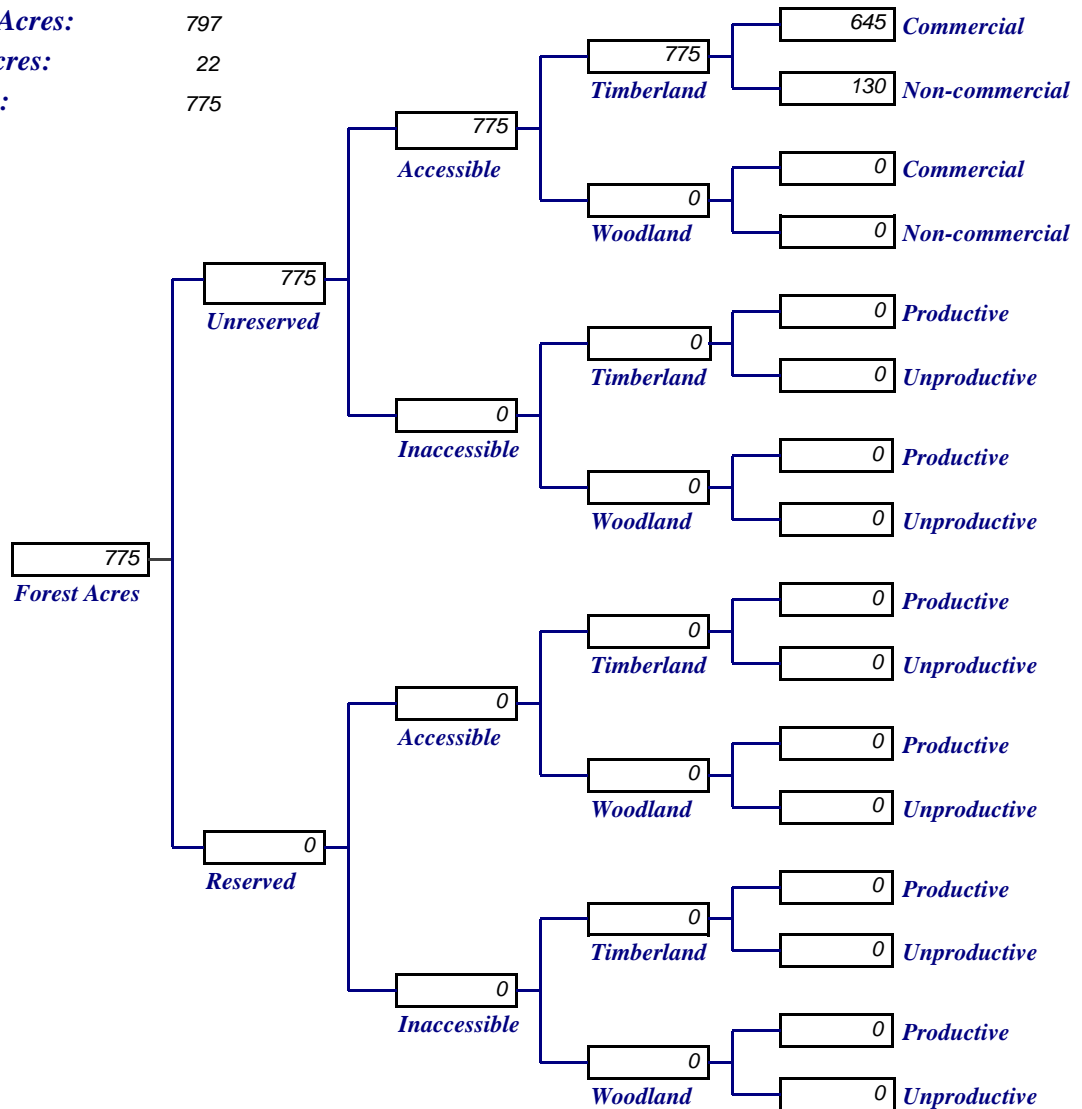 Acres: 797
cres: 22
: 775
645 Commercial
775
Timberland
130 Non-commercial
775
Accessible
0 Commercial
0
Woodland
0 Non-commercial
775
Unreserved
0 Productive
0
Timberland
0 Unproductive
0
Inaccessible
0 Productive
0
Woodland
0 Unproductive
775
Forest Acres
0 Productive
0
Timberland
0 Unproductive
0
Accessible
0 Productive
0
Woodland
0 Unproductive
0
Reserved
0 Productive
0
Timberland
0 Unproductive
0
Inaccessible
0 Productive
0
Woodland
0 Unproductive